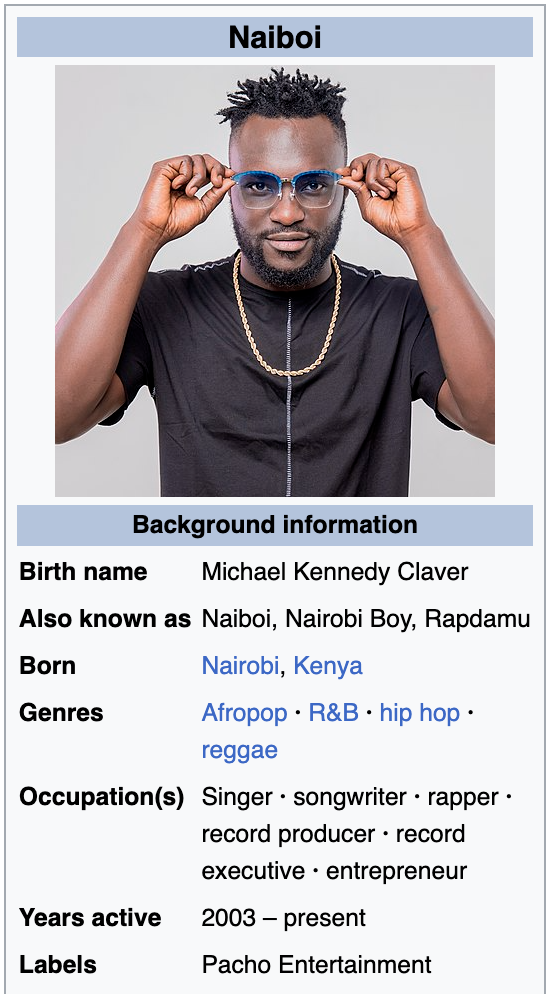 Naiboi
Background information
Birth name Michael Kennedy Claver
Also known as Naiboi, Nairobi Boy, Rapdamu
Born Nairobi, Kenya
Genres Afropop · R&B · hip hop ·
reggae
Occupation(s) Singer · songwriter · rapper ·
record producer · record
executive · entrepreneur
Years active 2003 – present
Labels Pacho Entertainment